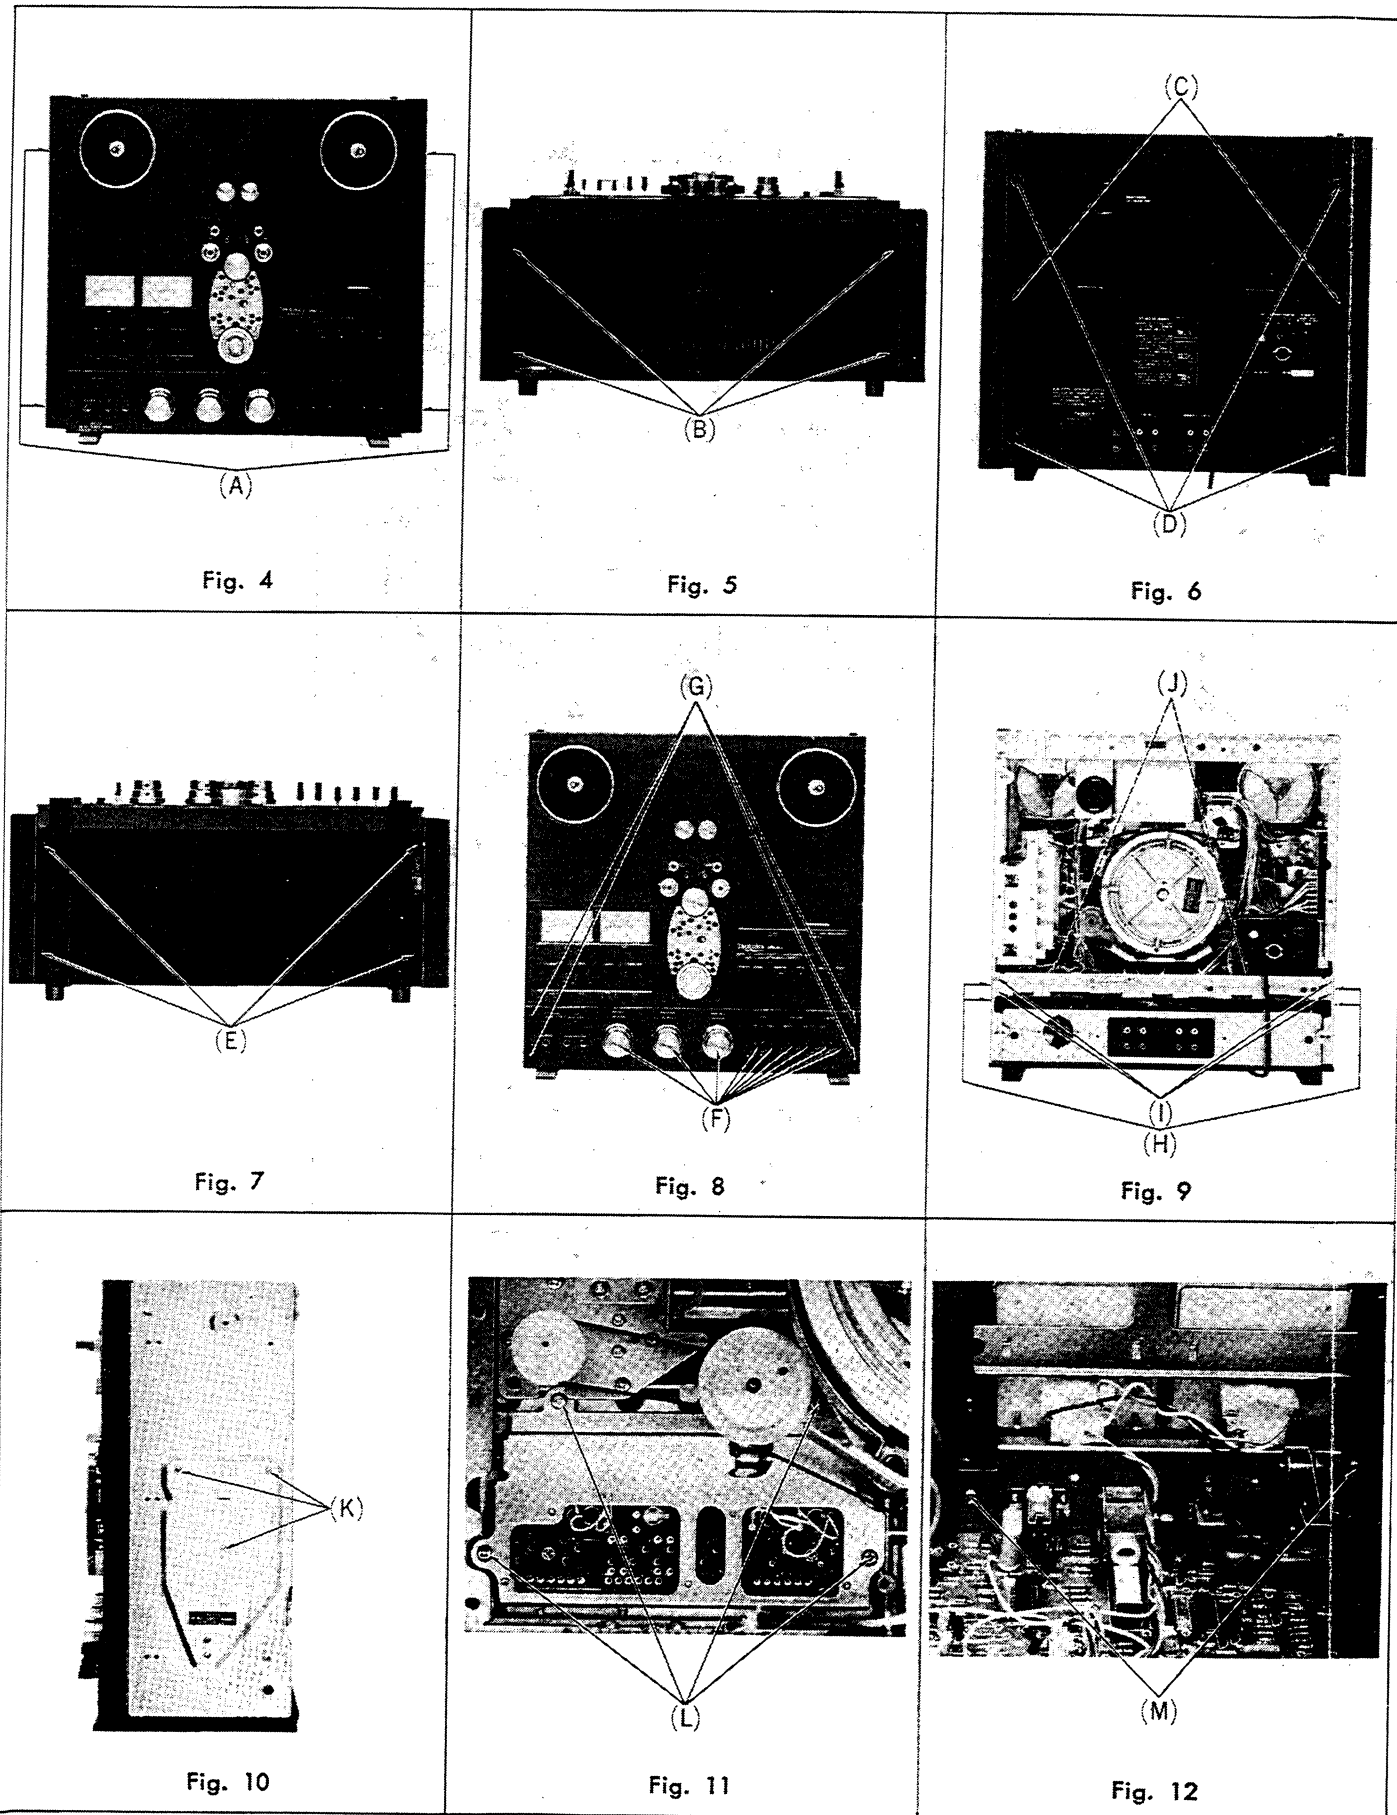 (A)
Fig. 4
(B)
Fig. 5
(C)
(D)
Fig. 6
(E)
Fig. 7
(G)
(F)
Fig. 8
(J)
(I)
(H)
Fig. 9
(K)
Fig. 10
(L)
Fig. 11
(M)
Fig. 12